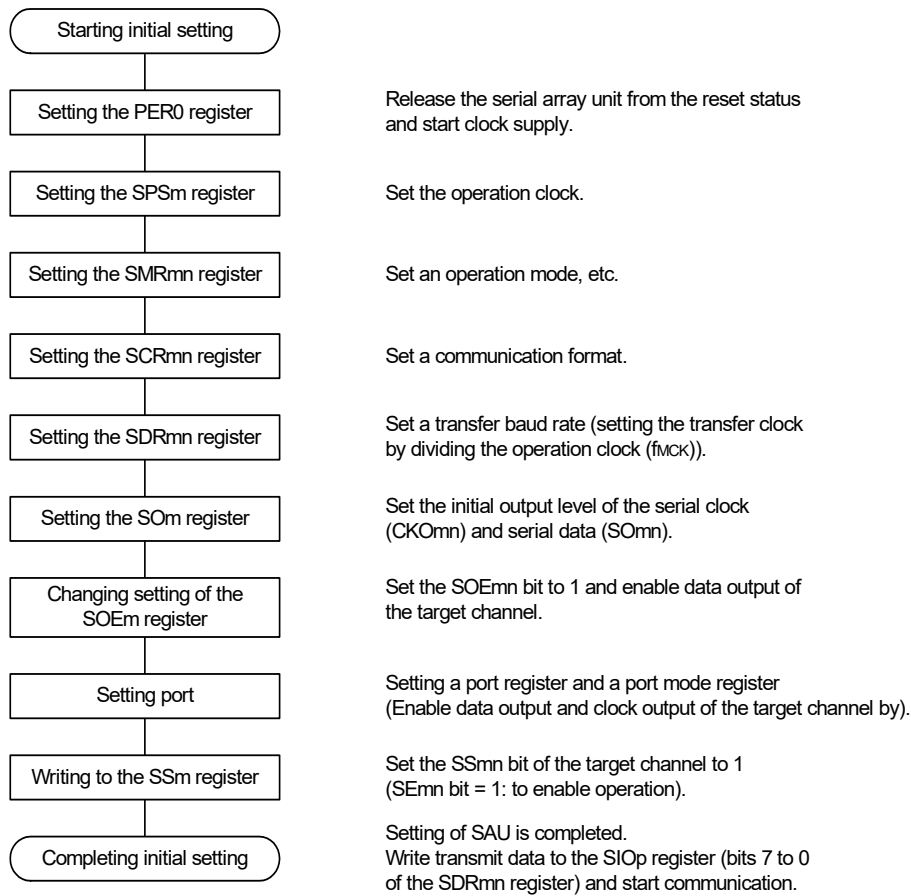 Starting initial setting
Setting the PER0 register
Release the serial array unit from the reset status
and start clock supply.
Setting the SPSm register
Set the operation clock.
Setting the SMRmn register
Set an operation mode, etc.
Setting the SCRmn register
Set a communication format.
Setting the SDRmn register
Set a transfer baud rate (setting the transfer clock
by dividing the operation clock (fMCK)).
Setting the SOm register
Set the initial output level of the serial clock
(CKOmn) and serial data (SOmn).
Changing setting of the
SOEm register
Set the SOEmn bit to 1 and enable data output of
the target channel.
Setting port
Setting a port register and a port mode register
(Enable data output and clock output of the target channel by).
Writing to the SSm register
Set the SSmn bit of the target channel to 1
(SEmn bit = 1: to enable operation).
Completing initial setting
Setting of SAU is completed.
Write transmit data to the SIOp register (bits 7 to 0
of the SDRmn register) and start communication.